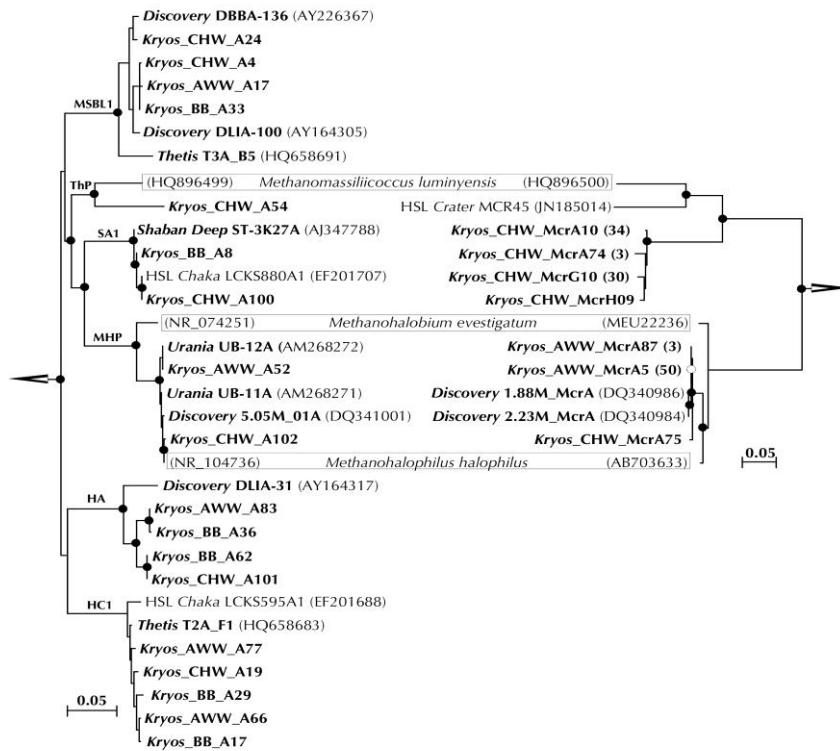 Discovery DBBA-136 (AY226367)
Kryos_CHW_A24
Kryos_CHW_A4
Kryos_AWW_A17
MSBL1
Kryos_BB_A33
Discovery DLIA-100 (AY164305)
Thetis T3A_B5 (HQ658691)
ThP
(HQ896499) Methanomassiliicoccus luminyensis (HQ896500)
Kryos_CHW_A54 HSL Crater MCR45 (JN185014)
SA1
Shaban Deep ST-3K27A (AJ347788) Kryos_CHW_McrA10 (34)
Kryos_BB_A8 Kryos_CHW_McrA74 (3)
HSL Chaka LCKS880A1 (EF201707) Kryos_CHW_McrG10 (30)
Kryos_CHW_A100 Kryos_CHW_McrH09
(NR_074251) Methanohalobium evestigatum (MEU22236)
MHP
Urania UB-12A (AM268272) Kryos_AWW_McrA87 (3)
Kryos_AWW_A52 Kryos_AWW_McrA5 (50)
Urania UB-11A (AM268271) Discovery 1.88M_McrA (DQ340986)
Discovery 5.05M_01A (DQ341001) Discovery 2.23M_McrA (DQ340984)
Kryos_CHW_A102 Kryos_CHW_McrA75
0.05
(NR_104736) Methanohalophilus halophilus (AB703633)
Discovery DLIA-31 (AY164317)
HA
Kryos_AWW_A83
Kryos_BB_A36
Kryos_BB_A62
Kryos_CHW_A101
HC1
HSL Chaka LCKS595A1 (EF201688)
Thetis T2A_F1 (HQ658683)
Kryos_AWW_A77
Kryos_CHW_A19
Kryos_BB_A29
0.05
Kryos_AWW_A66
Kryos_BB_A17